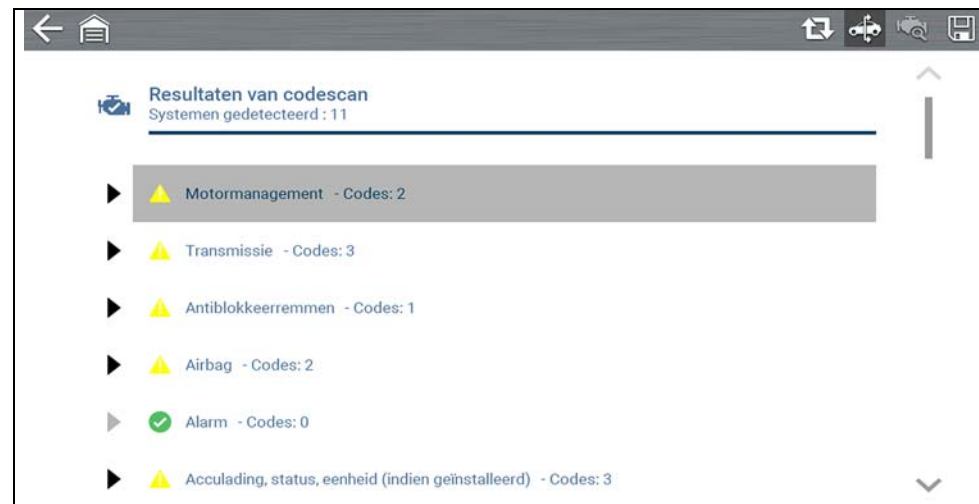 Resultaten van codescan
Systemen gedetecteerd : 11
Motormanagement - Codes: 2
Transmissie - Codes: 3
Antiblokkeerremmen - Codes: 1
Airbag - Codes: 2
Alarm - Codes: 0
Acculading, status, eenheid (indien geïnstalleerd) - Codes: 3